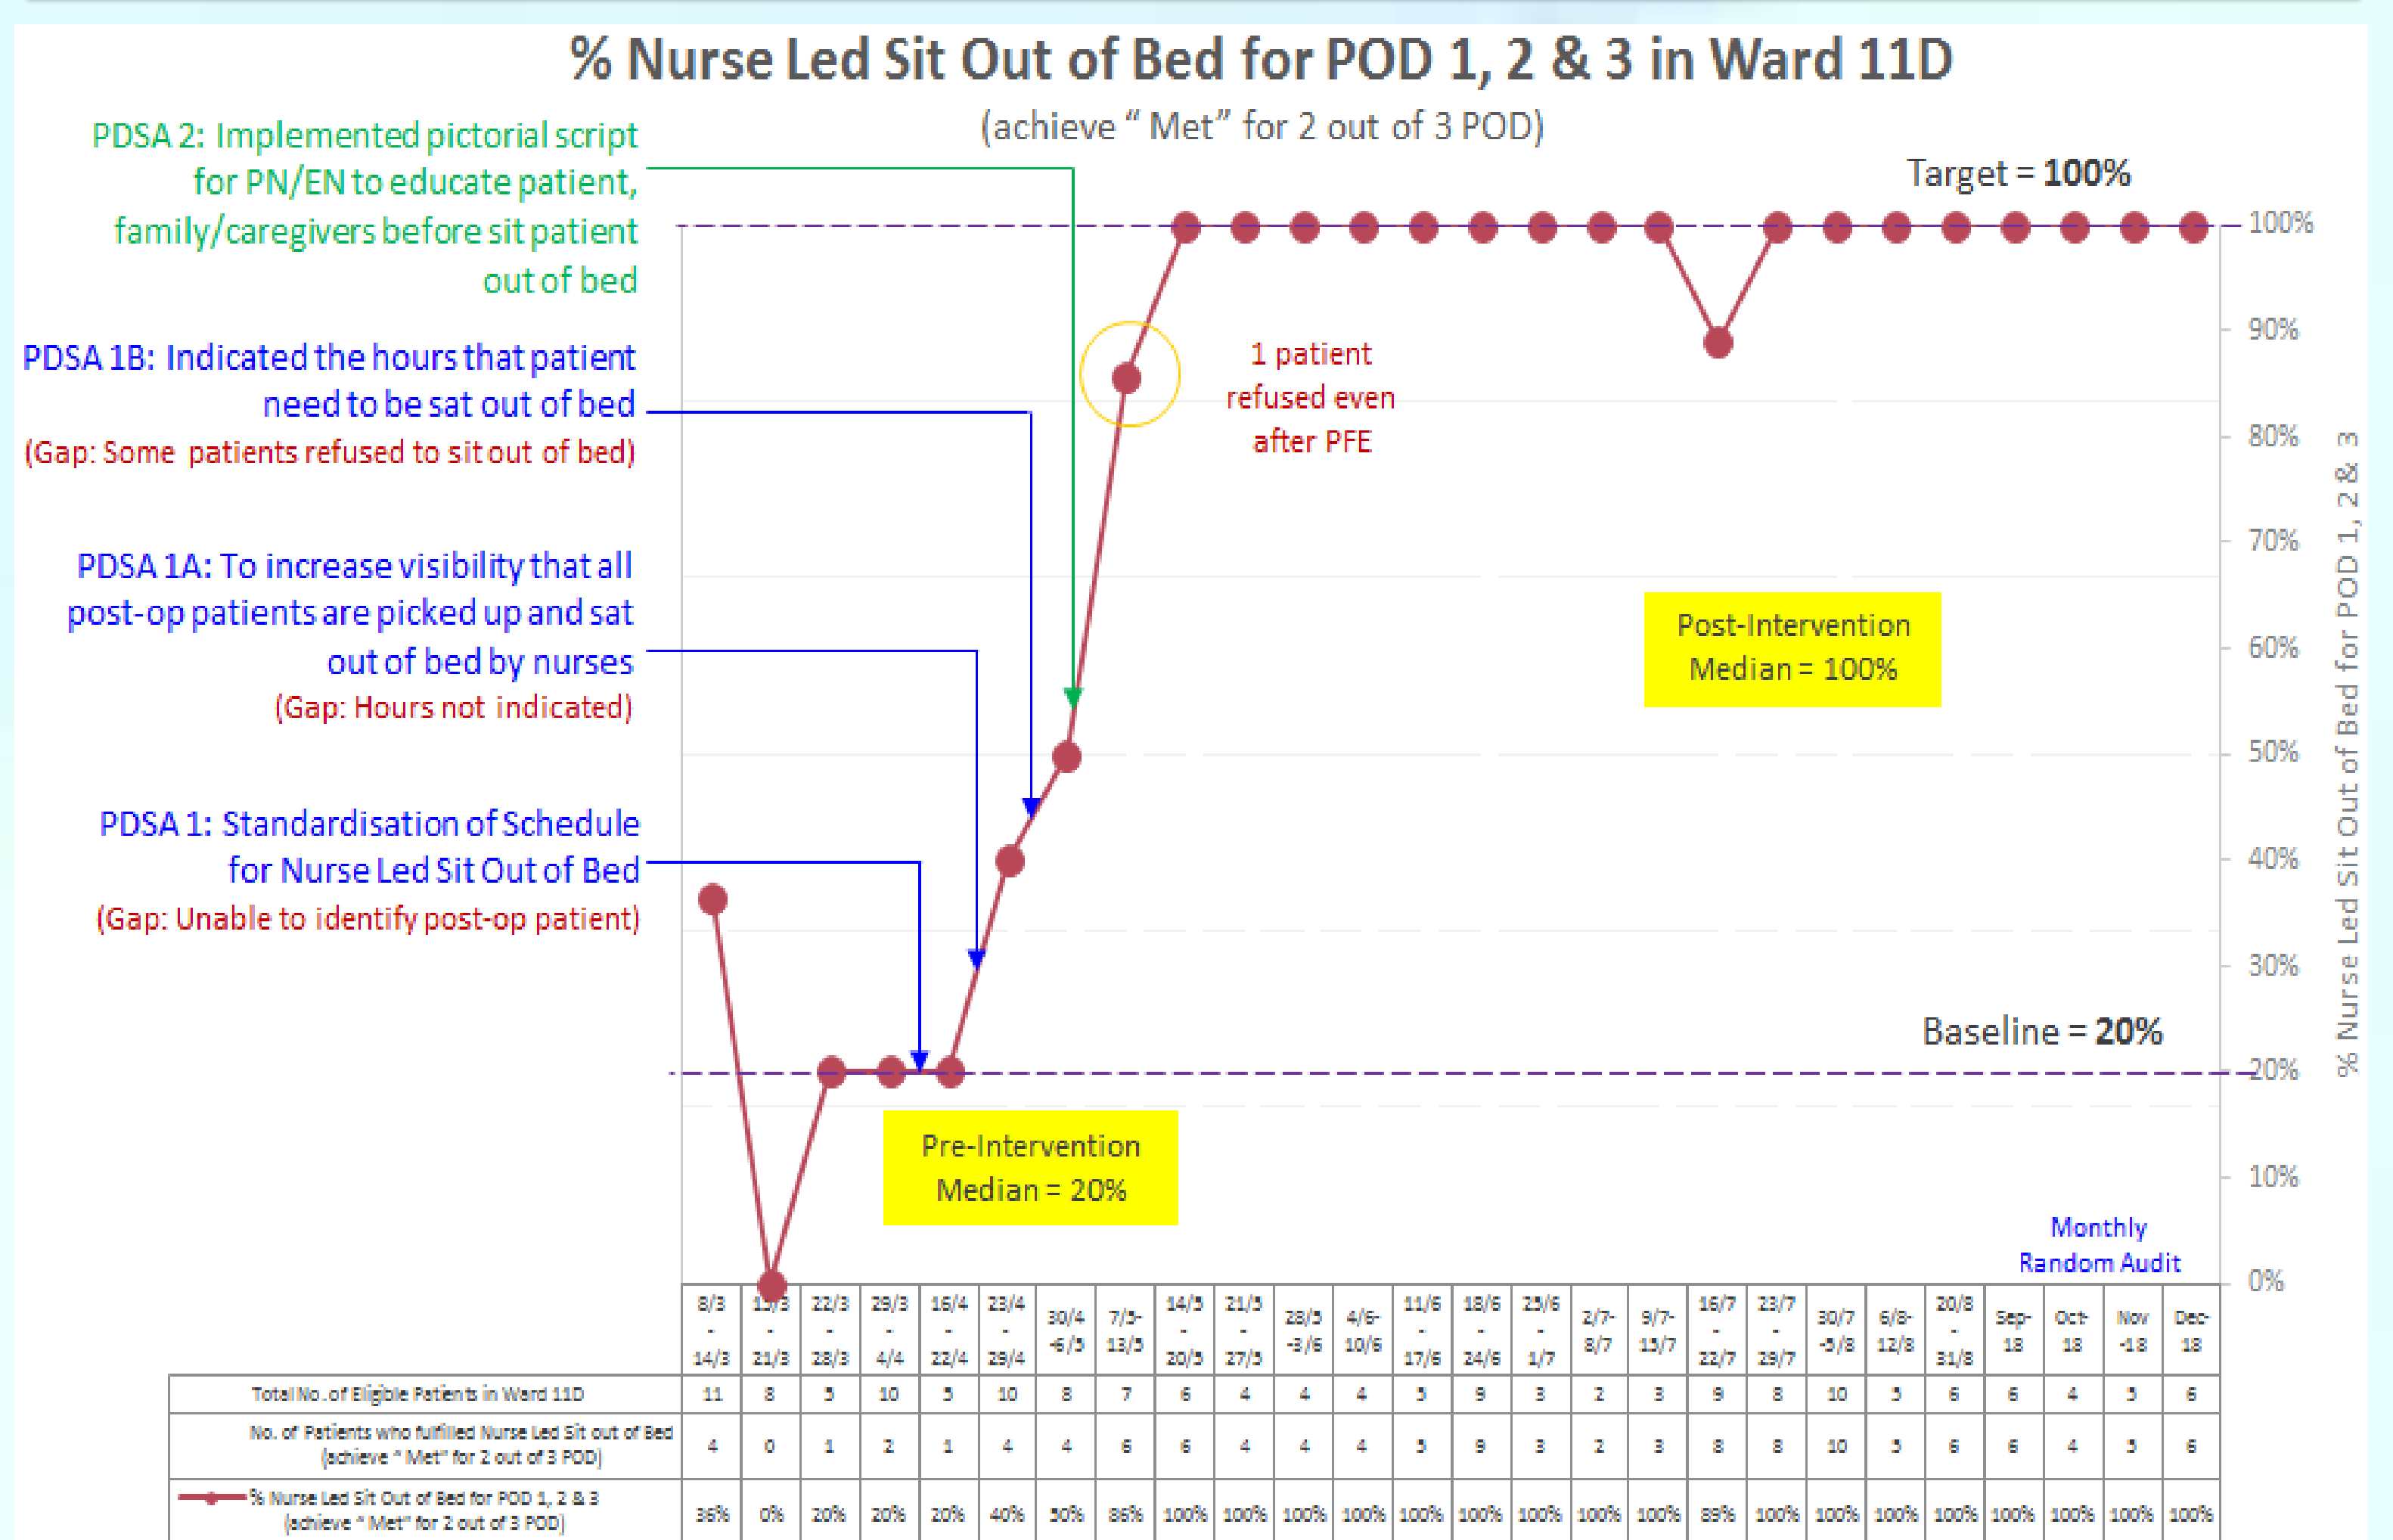 % Nurse Led Sit Out of Bed for POD 1, 2 & 3 in Ward 11D
(achieve “ Met” for 2 out of 3 POD)
PDSA 2: Implemented pictorial script
for PN/EN to educate patient,
family/caregivers before sit patient
out of bed
PDSA 1B: Indicated the hours that patient
need to be sat out of bed
(Gap: Some patients refused to sit out of bed)
PDSA 1A: To increase visibility that all
post-op patients are picked up and sat
out of bed by nurses
(Gap: Hours not indicated)
PDSA 1: Standardisation of Schedule
for Nurse Led Sit Out of Bed
(Gap: Unable to identify post-op patient)
Target = 100%
1 patient
refused even
after PFE
Post-Intervention
Median = 100%
Baseline = 20%
Pre-Intervention
Median = 20%
Monthly
Random Audit
100%
90%
80%
70%
60%
50%
40%
30%
20%
10%
0%
% Nurse Led Sit Out of Bed for POD 1, 2 & 3
8/3 - 14/3 15/3 - 21/3 22/3 - 28/3 29/3 - 4/4 16/4 - 22/4 23/4 - 29/4 30/4 -6/5 7/5- 13/5 14/5 - 20/5 21/5 - 27/5 28/5 -3/6 4/6- 10/6 11/6 - 17/6 18/6 - 24/6 25/6 - 1/7 2/7- 8/7 9/7- 15/7 16/7 - 22/7 23/7 - 29/7 30/7 -5/8 6/8- 12/8 20/8 - 31/8 Sep- 18 Oct- 18 Nov -18 Dec- 18
Total No. of Eligible Patients in Ward 11D 11 8 5 10 5 10 8 7 6 4 4 4 5 9 3 2 3 9 8 10 5 6 6 4 5 6
No. of Patients who fulfilled Nurse Led Sit out of Bed
(achieve “ Met” for 2 out of 3 POD) 4 0 1 2 1 4 4 6 6 4 4 4 5 9 3 2 3 8 8 10 5 6 6 4 5 6
% Nurse Led Sit Out of Bed for POD 1, 2 & 3
(achieve “ Met” for 2 out of 3 POD) 36% 0% 20% 20% 20% 40% 50% 86% 100% 100% 100% 100% 100% 100% 100% 100% 100% 89% 100% 100% 100% 100% 100% 100% 100% 100%